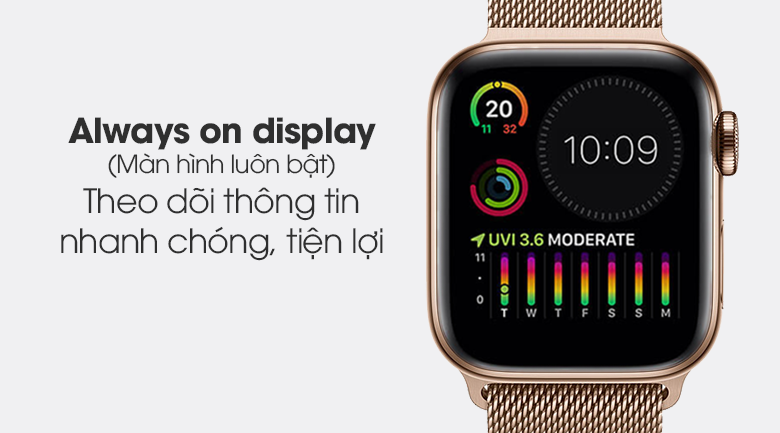 Always on display
(Màn hình luôn bật)
Theo dõi thông tin
nhanh chóng, tiện lợi
20
11 32
10:09
UVI 3.6 MODERATE
11
0
T W T F S S M